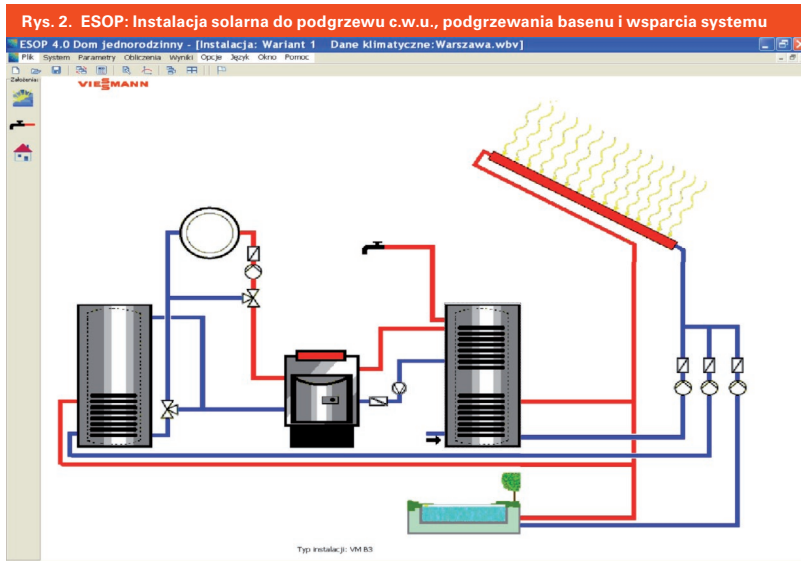 Rys. 2. ESOP: Instalacja solarna do podgrzewu c.w.u., podgrzewania basenu i wsparcia systemu
ESOP 4.0 Dom jednorodzinny - [Instalacja: Wariant 1 Dane klimatyczne:Warszawa.wbv]
Plik System Parametry Obliczenia Wyniki Opcje Język Okno Pomoc
Założenia:
VIESMANN
Typ instalacji: VM B3